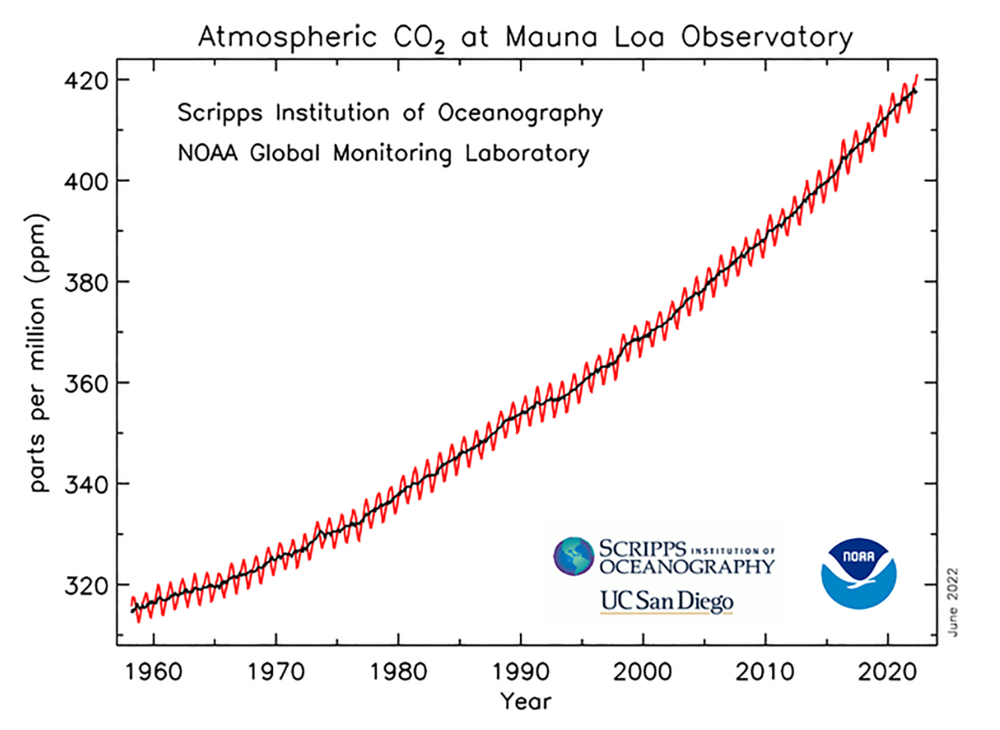 Atmospheric CO₂ at Mauna Loa Observatory
Scripps Institution of Oceanography
NOAA Global Monitoring Laboratory
parts per million (ppm)
420
400
380
360
340
320
1960 1970 1980 1990 2000 2010 2020
Year
SCRIPPS INSTITUTION OF
OCEANOGRAPHY
UC San Diego
NOAA
June 2022